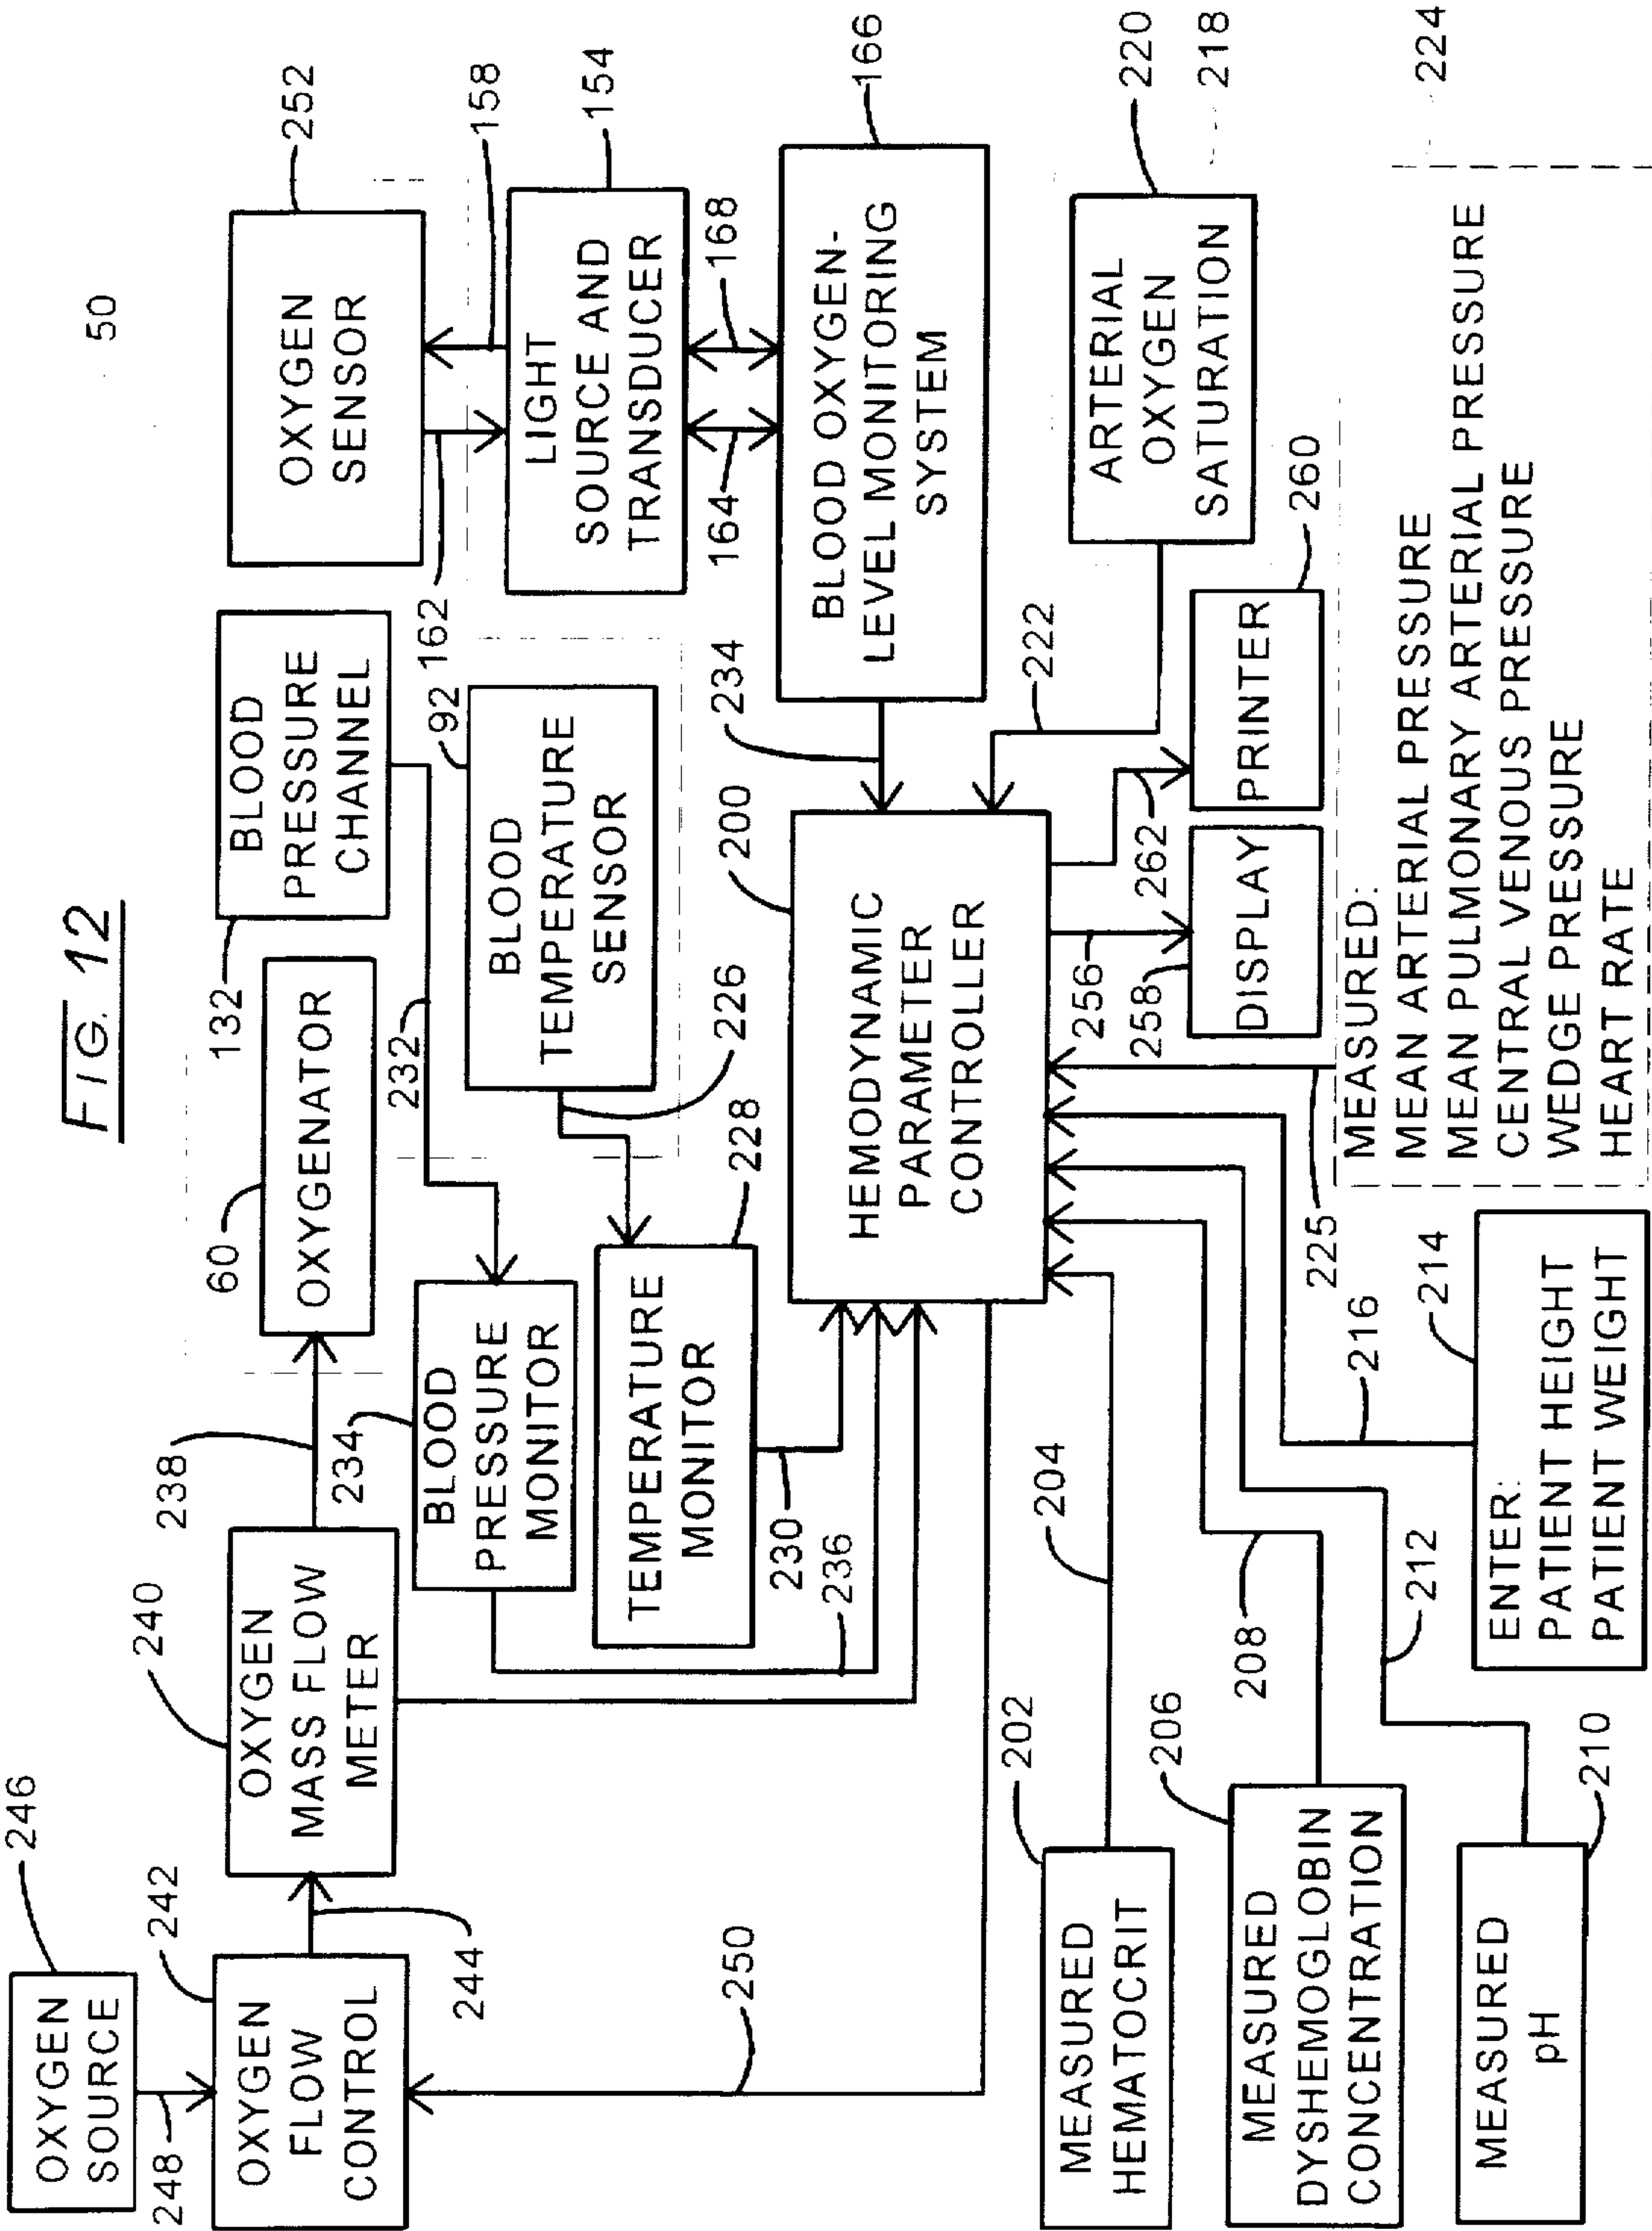 FIG. 12
50
246
OXYGEN
SOURCE
248
242
OXYGEN
FLOW
CONTROL
244
250
240
OXYGEN
MASS FLOW
METER
238
60
OXYGENATOR
132
BLOOD
PRESSURE
CHANNEL
232
234
BLOOD
PRESSURE
MONITOR
236
92
BLOOD
TEMPERATURE
SENSOR
226
228
TEMPERATURE
MONITOR
230
252
OXYGEN
SENSOR
162
158
154
LIGHT
SOURCE AND
TRANSDUCER
164
168
166
BLOOD OXYGEN-
LEVEL MONITORING
SYSTEM
234
200
HEMODYNAMIC
PARAMETER
CONTROLLER
220
218
ARTERIAL
OXYGEN
SATURATION
222
260
PRINTER
262
256
258
DISPLAY
202
MEASURED
HEMATOCRIT
204
206
MEASURED
DYSHEMOGLOBIN
CONCENTRATION
208
210
MEASURED
pH
212
214
ENTER:
PATIENT HEIGHT
PATIENT WEIGHT
216
224
225
MEASURED:
MEAN ARTERIAL PRESSURE
MEAN PULMONARY ARTERIAL PRESSURE
CENTRAL VENOUS PRESSURE
WEDGE PRESSURE
HEART RATE